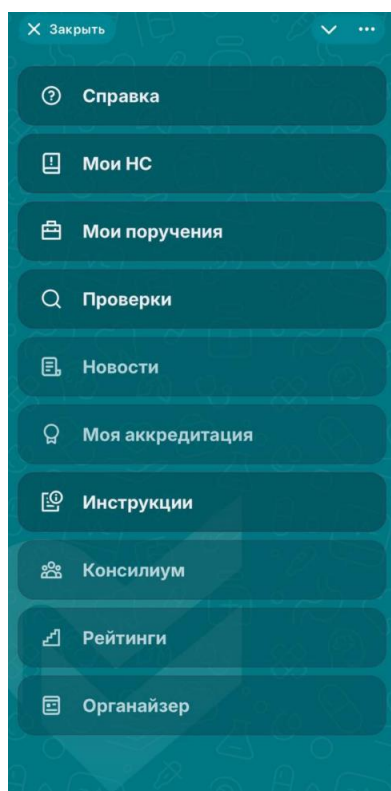 Закрыть
Справка
Мои НС
Мои поручения
Проверки
Новости
Моя аккредитация
Инструкции
Консилиум
Рейтинги
Органайзер